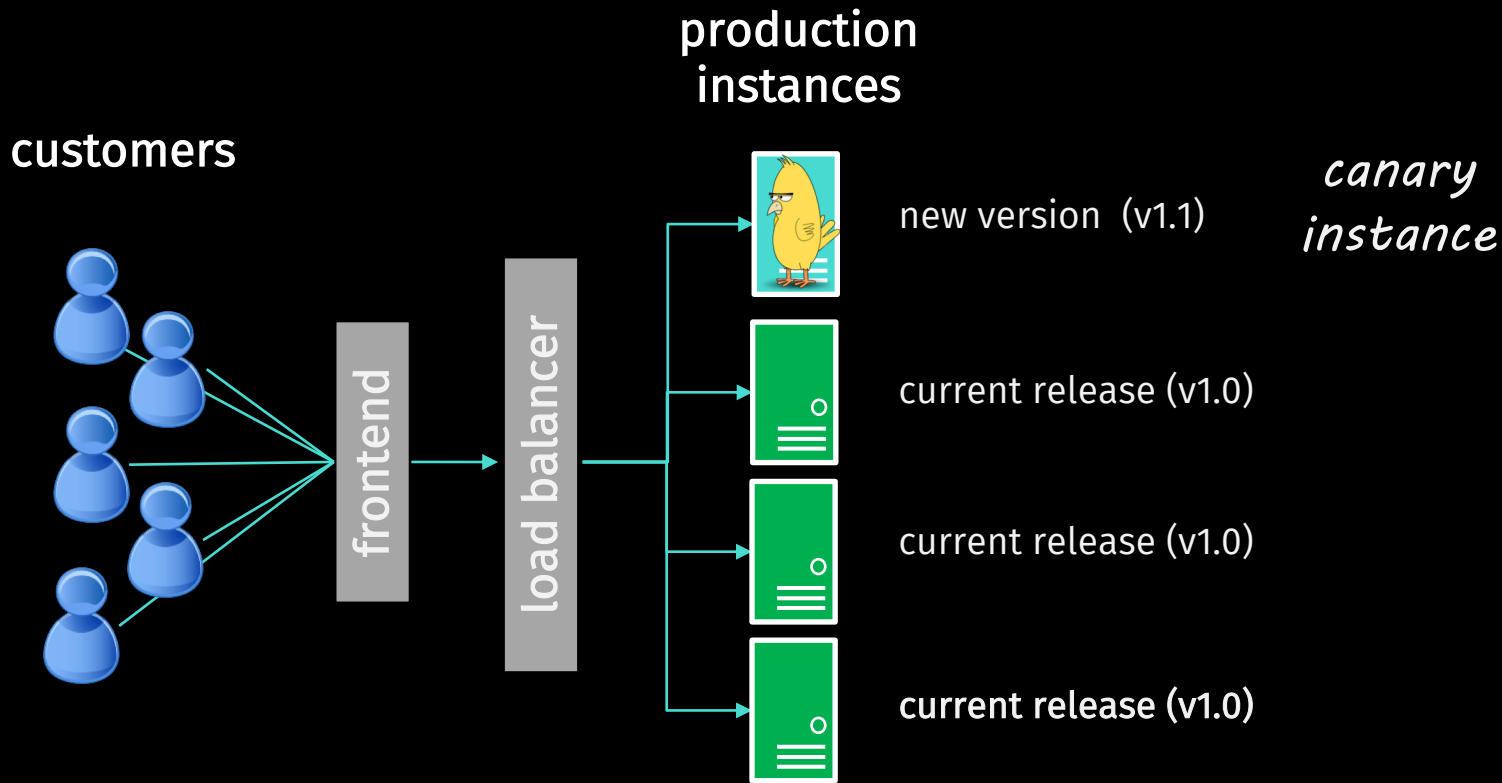 production
instances
customers
canary
instance
new version (v1.1)
frontend
load balancer
current release (v1.0)
current release (v1.0)
current release (v1.0)